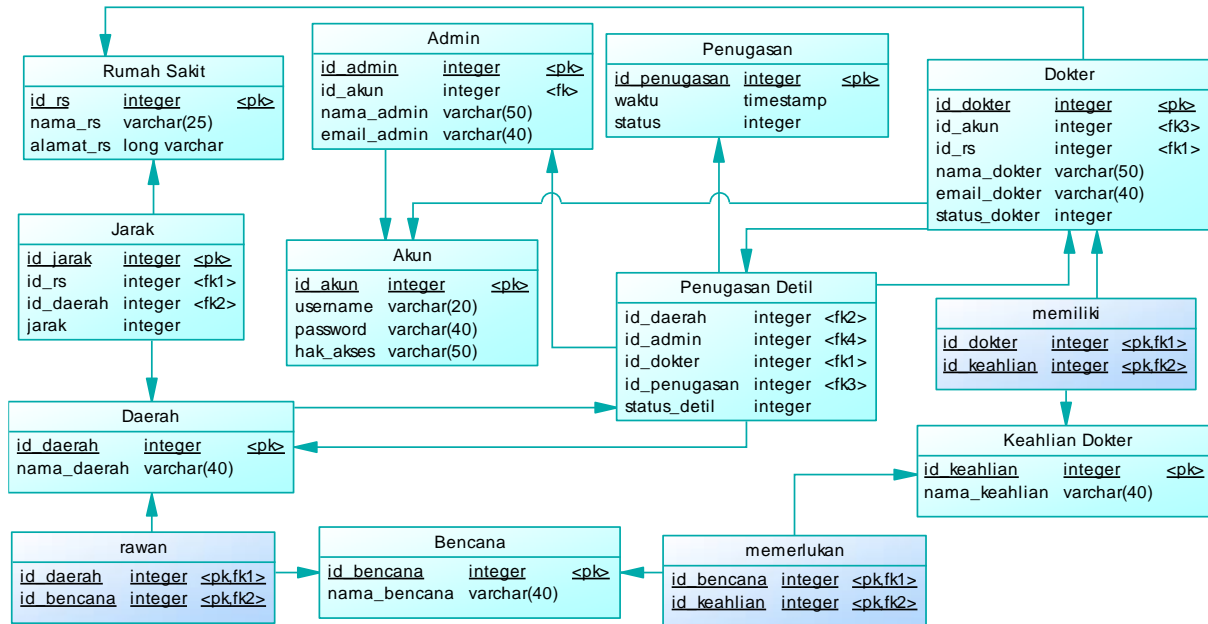 Rumah Sakit
id_rs integer <pk>
nama_rs varchar(25)
alamat_rs long varchar
Admin
id_admin integer <pk>
id_akun integer <fk>
nama_admin varchar(50)
email_admin varchar(40)
Penugasan
id_penugasan integer <pk>
waktu timestamp
status integer
Dokter
id_dokter integer <pk>
id_akun integer <fk3>
id_rs integer <fk1>
nama_dokter varchar(50)
email_dokter varchar(40)
status_dokter integer
Jarak
id_jarak integer <pk>
id_rs integer <fk1>
id_daerah integer <fk2>
jarak integer
Akun
id_akun integer <pk>
username varchar(20)
password varchar(40)
hak_akses varchar(50)
Penugasan Detil
id_daerah integer <fk2>
id_admin integer <fk4>
id_dokter integer <fk1>
id_penugasan integer <fk3>
status_detil integer
memiliki
id_dokter integer <pk,fk1>
id_keahlian integer <pk,fk2>
Daerah
id_daerah integer <pk>
nama_daerah varchar(40)
Keahlian Dokter
id_keahlian integer <pk>
nama_keahlian varchar(40)
rawan
id_daerah integer <pk,fk1>
id_bencana integer <pk,fk2>
Bencana
id_bencana integer <pk>
nama_bencana varchar(40)
memerlukan
id_bencana integer <pk,fk1>
id_keahlian integer <pk,fk2>